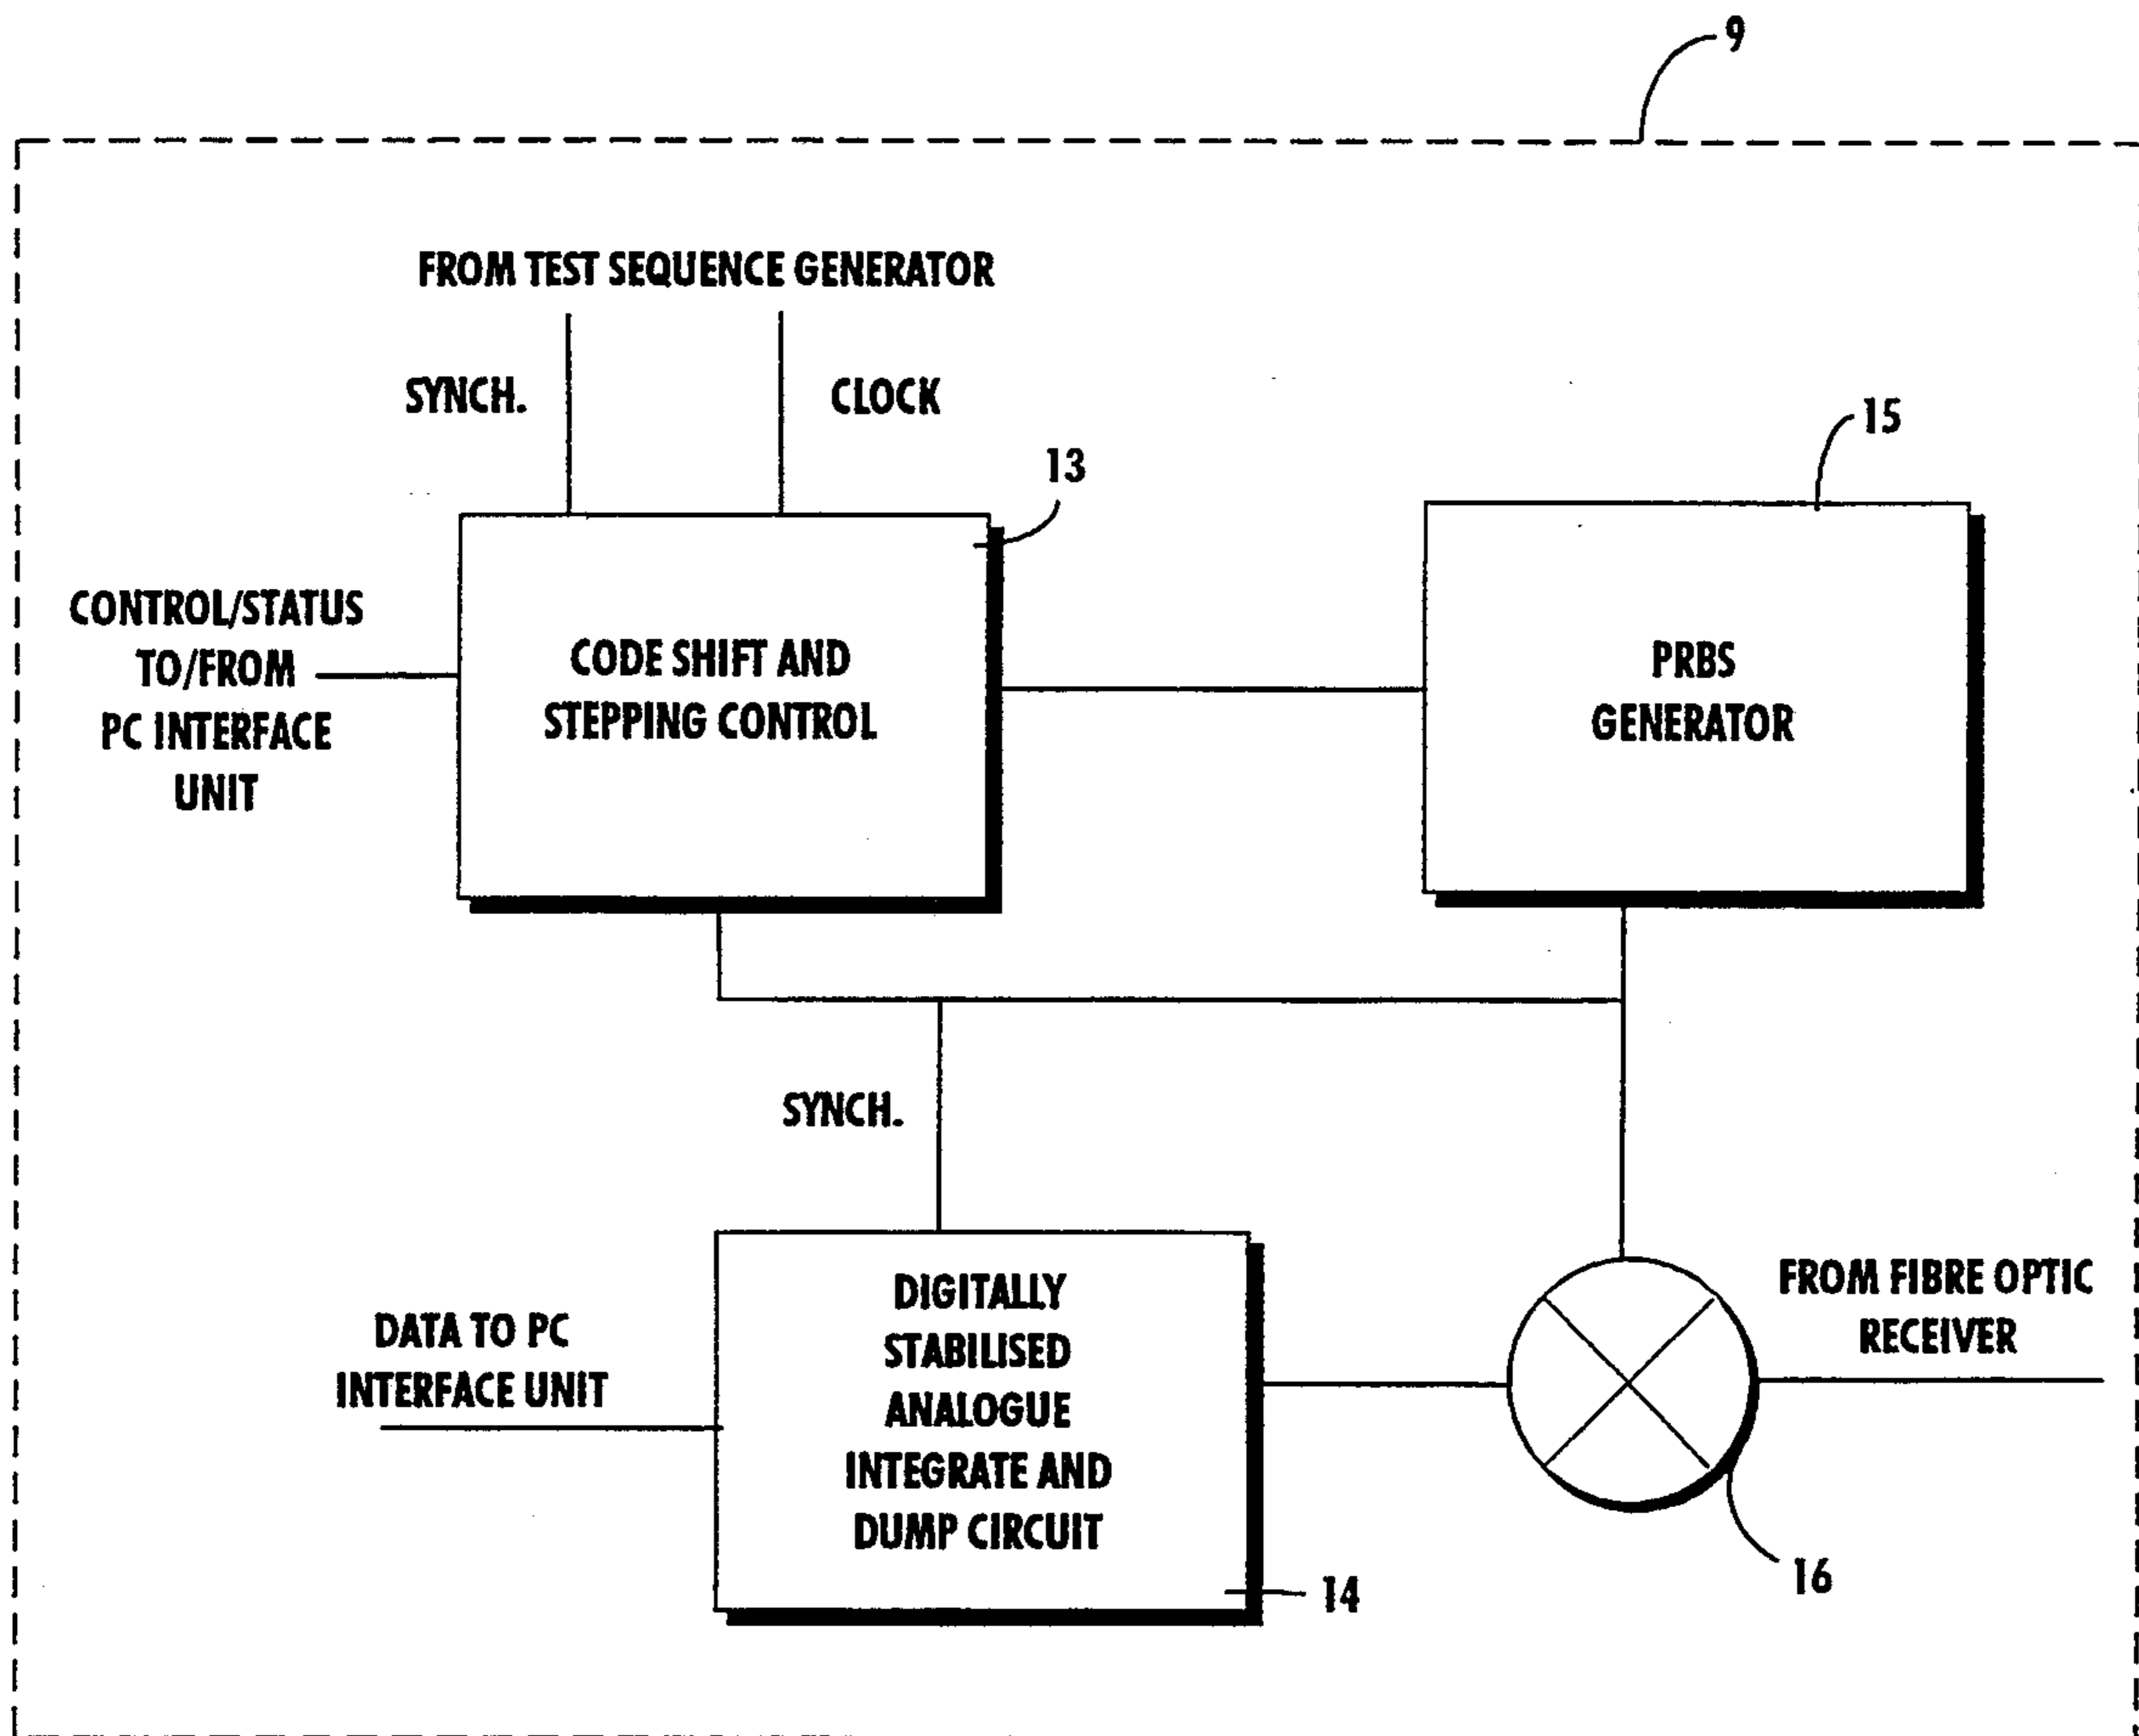 9
FROM TEST SEQUENCE GENERATOR
SYNCH.
CLOCK
13
15
CONTROL/STATUS
TO/FROM
PC INTERFACE
UNIT
CODE SHIFT AND
STEPPING CONTROL
PRBS
GENERATOR
SYNCH.
DATA TO PC
INTERFACE UNIT
DIGITALLY
STABILISED
ANALOGUE
INTEGRATE AND
DUMP CIRCUIT
14
FROM FIBRE OPTIC
RECEIVER
16